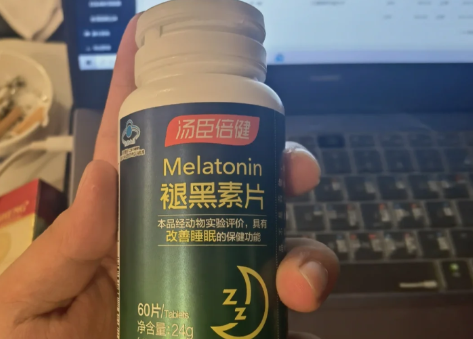 汤臣倍健
Melatonin
褪黑素片
本品经动物实验评价，具有
改善睡眠的保健功能
z
z
z
60片/Tablets
净含量:24g